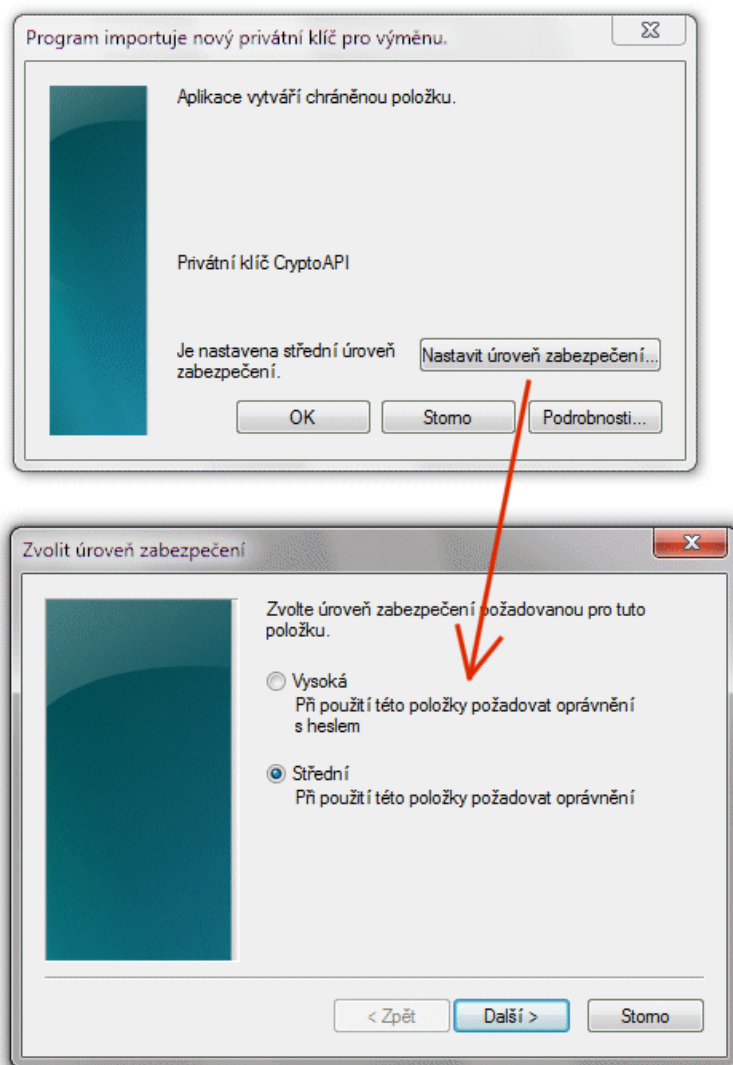 Program importuje nový privátní klíč pro výměnu.
Aplikace vytváří chráněnou položku.
Privátní klíč CryptoAPI
Je nastavena střední úroveň
zabezpečení.
Nastavit úroveň zabezpečení...
OK
Stomo
Podrobnosti...
Zvolit úroveň zabezpečení
Zvolte úroveň zabezpečení požadovanou pro tuto
položku.
Vysoká
Při použití této položky požadovat oprávnění
s heslem
Střední
Při použití této položky požadovat oprávnění
< Zpět
Další >
Stomo